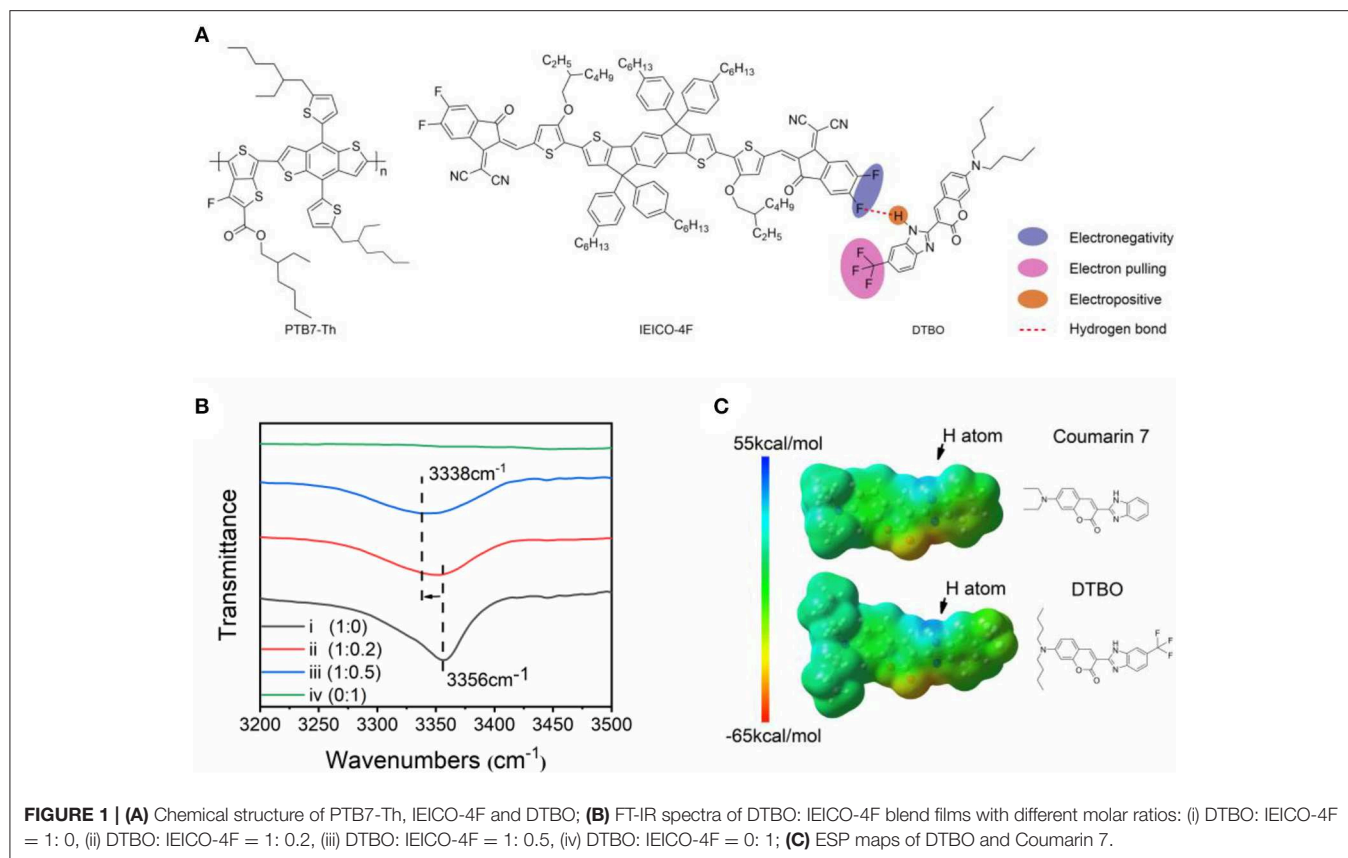 A
C2H5
C4H9
O
C6H13
C6H13
F
F
O
S
S
NC
CN
NC
CN
S
S
O
F
F
C4H9
C2H5
C6H13
C6H13
S
S
S
S
S
S
n
F
O
O
H
N
N
N
O
O
F
F
F
PTB7-Th
IEICO-4F
DTBO
Electronegativity
Electron pulling
Electropositive
Hydrogen bond
B
Transmittance
3338cm-1
3356cm-1
i (1:0)
ii (1:0.2)
iii (1:0.5)
iv (0:1)
3200 3250 3300 3350 3400 3450 3500
Wavenumbers (cm-1)
C
55kcal/mol
-65kcal/mol
H atom
Coumarin 7
N
O
O
H
N
N
H atom
DTBO
N
O
O
H
N
N
F
F
F
FIGURE 1 | (A) Chemical structure of PTB7-Th, IEICO-4F and DTBO; (B) FT-IR spectra of DTBO: IEICO-4F blend films with different molar ratios: (i) DTBO: IEICO-4F
= 1: 0, (ii) DTBO: IEICO-4F = 1: 0.2, (iii) DTBO: IEICO-4F = 1: 0.5, (iv) DTBO: IEICO-4F = 0: 1; (C) ESP maps of DTBO and Coumarin 7.